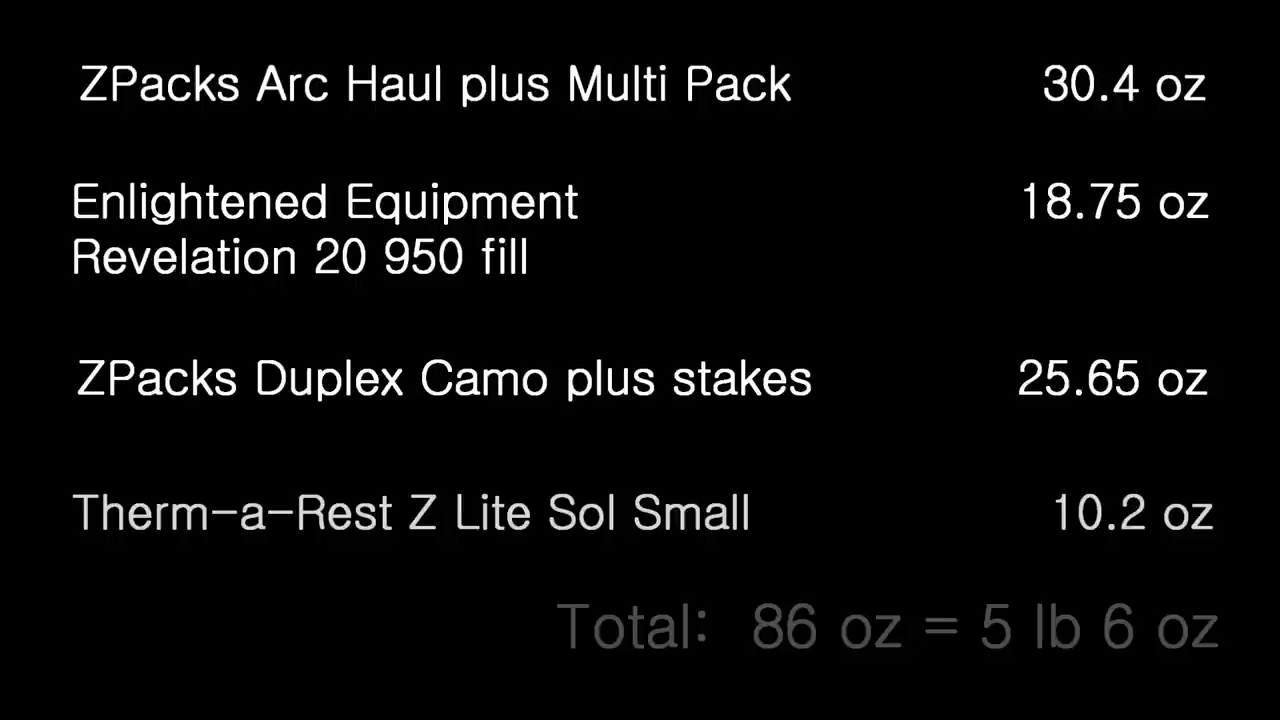 ZPacks Arc Haul plus Multi Pack 30.4 oz
Enlightened Equipment 18.75 oz
Revelation 20 950 fill
ZPacks Duplex Camo plus stakes 25.65 oz
Therm-a-Rest Z Lite Sol Small 10.2 oz
Total: 86 oz = 5 lb 6 oz